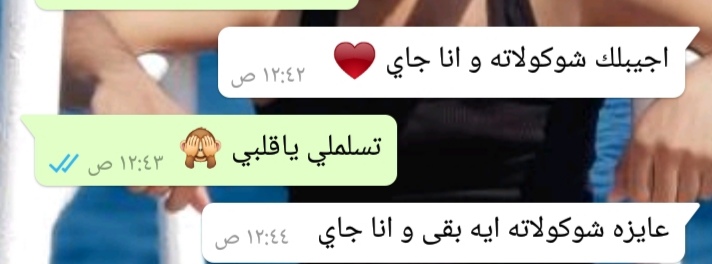 اجيبلك شوكولاته و انا جاي ❤️ ١٢:٤٢ ص
تسلملي ياقلبي 🙈 ١٢:٤٣ ص
عايزه شوكولاته ايه بقى و انا جاي ١٢:٤٤ ص